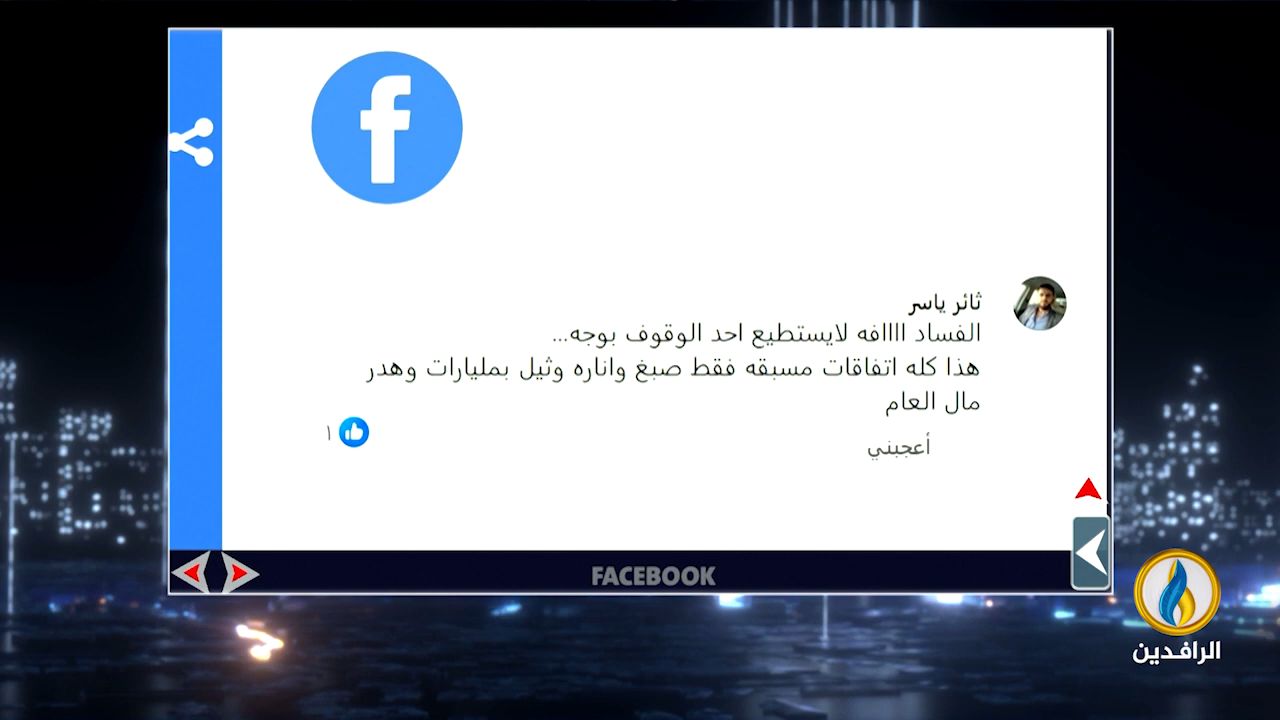 f
ثائر ياسر
الفساد اااافه لايستطيع احد الوقوف بوجه...
هذا كله اتفاقات مسبقه فقط صبغ واناره وثيل بمليارات وهدر
مال العام
أعجبني
١
FACEBOOK
الرافدين